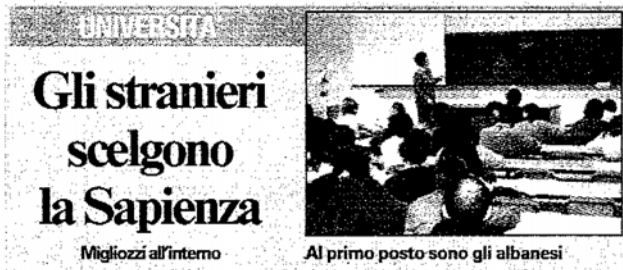 UNIVERSITÀ
Gli stranieri
scelgono
la Sapienza
Migliozzi all'interno
Al primo posto sono gli albanesi